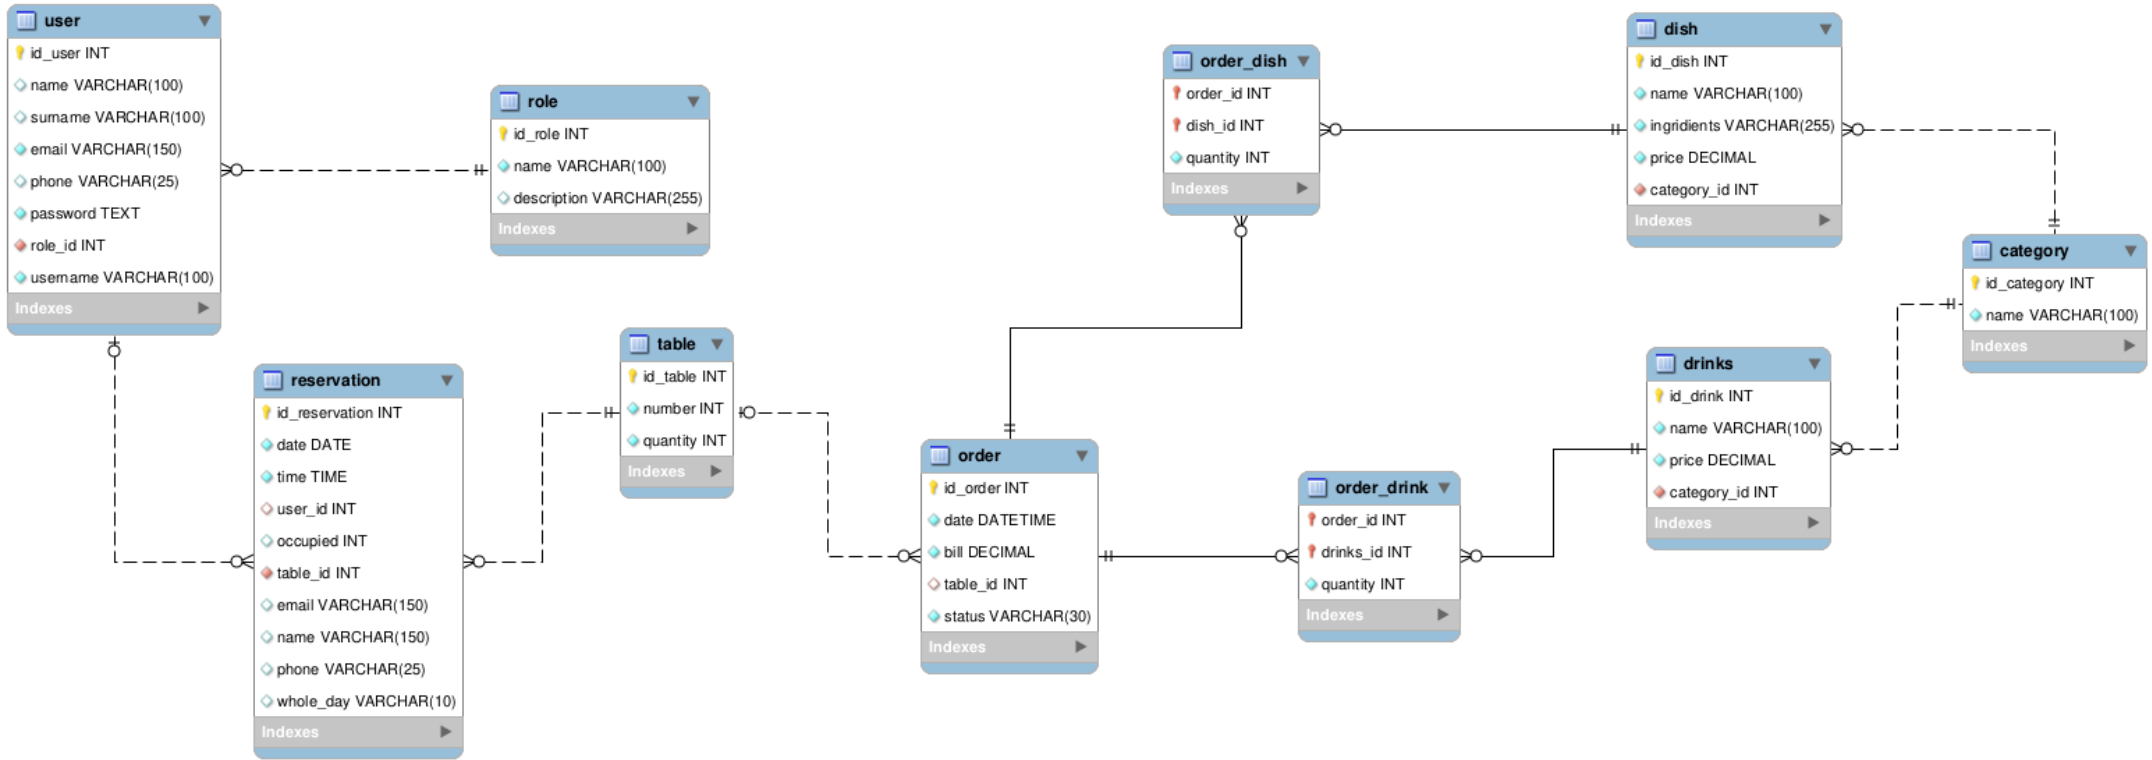 user
id_user INT
name VARCHAR(100)
surname VARCHAR(100)
email VARCHAR(150)
phone VARCHAR(25)
password TEXT
role_id INT
username VARCHAR(100)
Indexes
role
id_role INT
name VARCHAR(100)
description VARCHAR(255)
Indexes
reservation
id_reservation INT
date DATE
time TIME
user_id INT
occupied INT
table_id INT
email VARCHAR(150)
name VARCHAR(150)
phone VARCHAR(25)
whole_day VARCHAR(10)
Indexes
table
id_table INT
number INT
quantity INT
Indexes
order
id_order INT
date DATETIME
bill DECIMAL
table_id INT
status VARCHAR(30)
Indexes
order_dish
order_id INT
dish_id INT
quantity INT
Indexes
order_drink
order_id INT
drinks_id INT
quantity INT
Indexes
dish
id_dish INT
name VARCHAR(100)
ingridients VARCHAR(255)
price DECIMAL
category_id INT
Indexes
drinks
id_drink INT
name VARCHAR(100)
price DECIMAL
category_id INT
Indexes
category
id_category INT
name VARCHAR(100)
Indexes